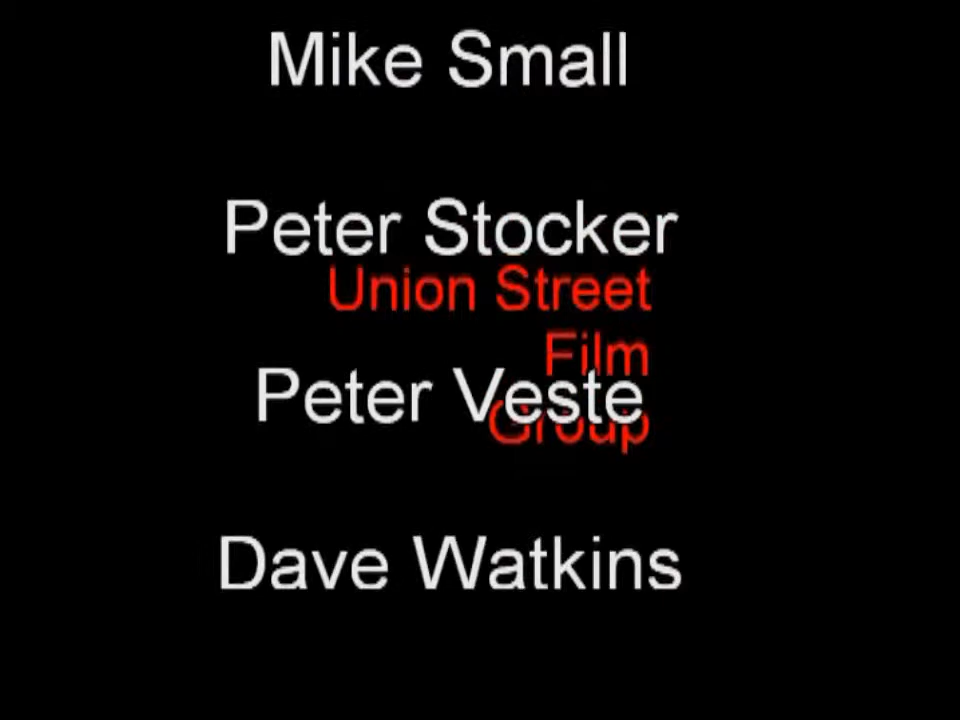 Mike Small
Peter Stocker
Union Street
Film
Peter Veste
Group
Dave Watkins